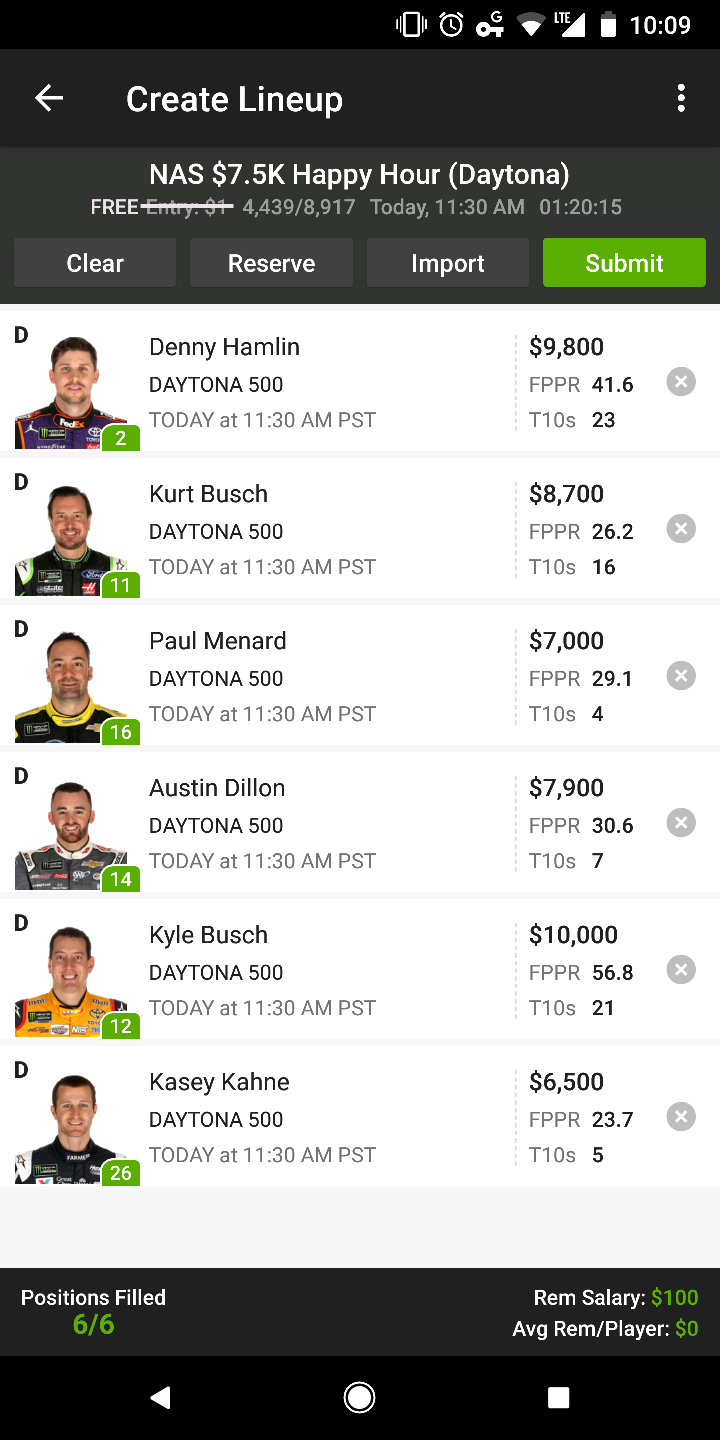 LTE 10:09
G
Create Lineup
NAS $7.5K Happy Hour (Daytona)
FREE Entry: $1 4,439/8,917 Today, 11:30 AM 01:20:15
Clear Reserve Import Submit
D
Denny Hamlin $9,800
DAYTONA 500 FPPR 41.6
TODAY at 11:30 AM PST T10s 23
FedEx
2
D
Kurt Busch $8,700
DAYTONA 500 FPPR 26.2
TODAY at 11:30 AM PST T10s 16
Ford
11
D
Paul Menard $7,000
DAYTONA 500 FPPR 29.1
TODAY at 11:30 AM PST T10s 4
16
D
Austin Dillon $7,900
DAYTONA 500 FPPR 30.6
TODAY at 11:30 AM PST T10s 7
14
D
Kyle Busch $10,000
DAYTONA 500 FPPR 56.8
TODAY at 11:30 AM PST T10s 21
12
D
Kasey Kahne $6,500
DAYTONA 500 FPPR 23.7
TODAY at 11:30 AM PST T10s 5
FARMER
26
Positions Filled Rem Salary: $100
6/6 Avg Rem/Player: $0